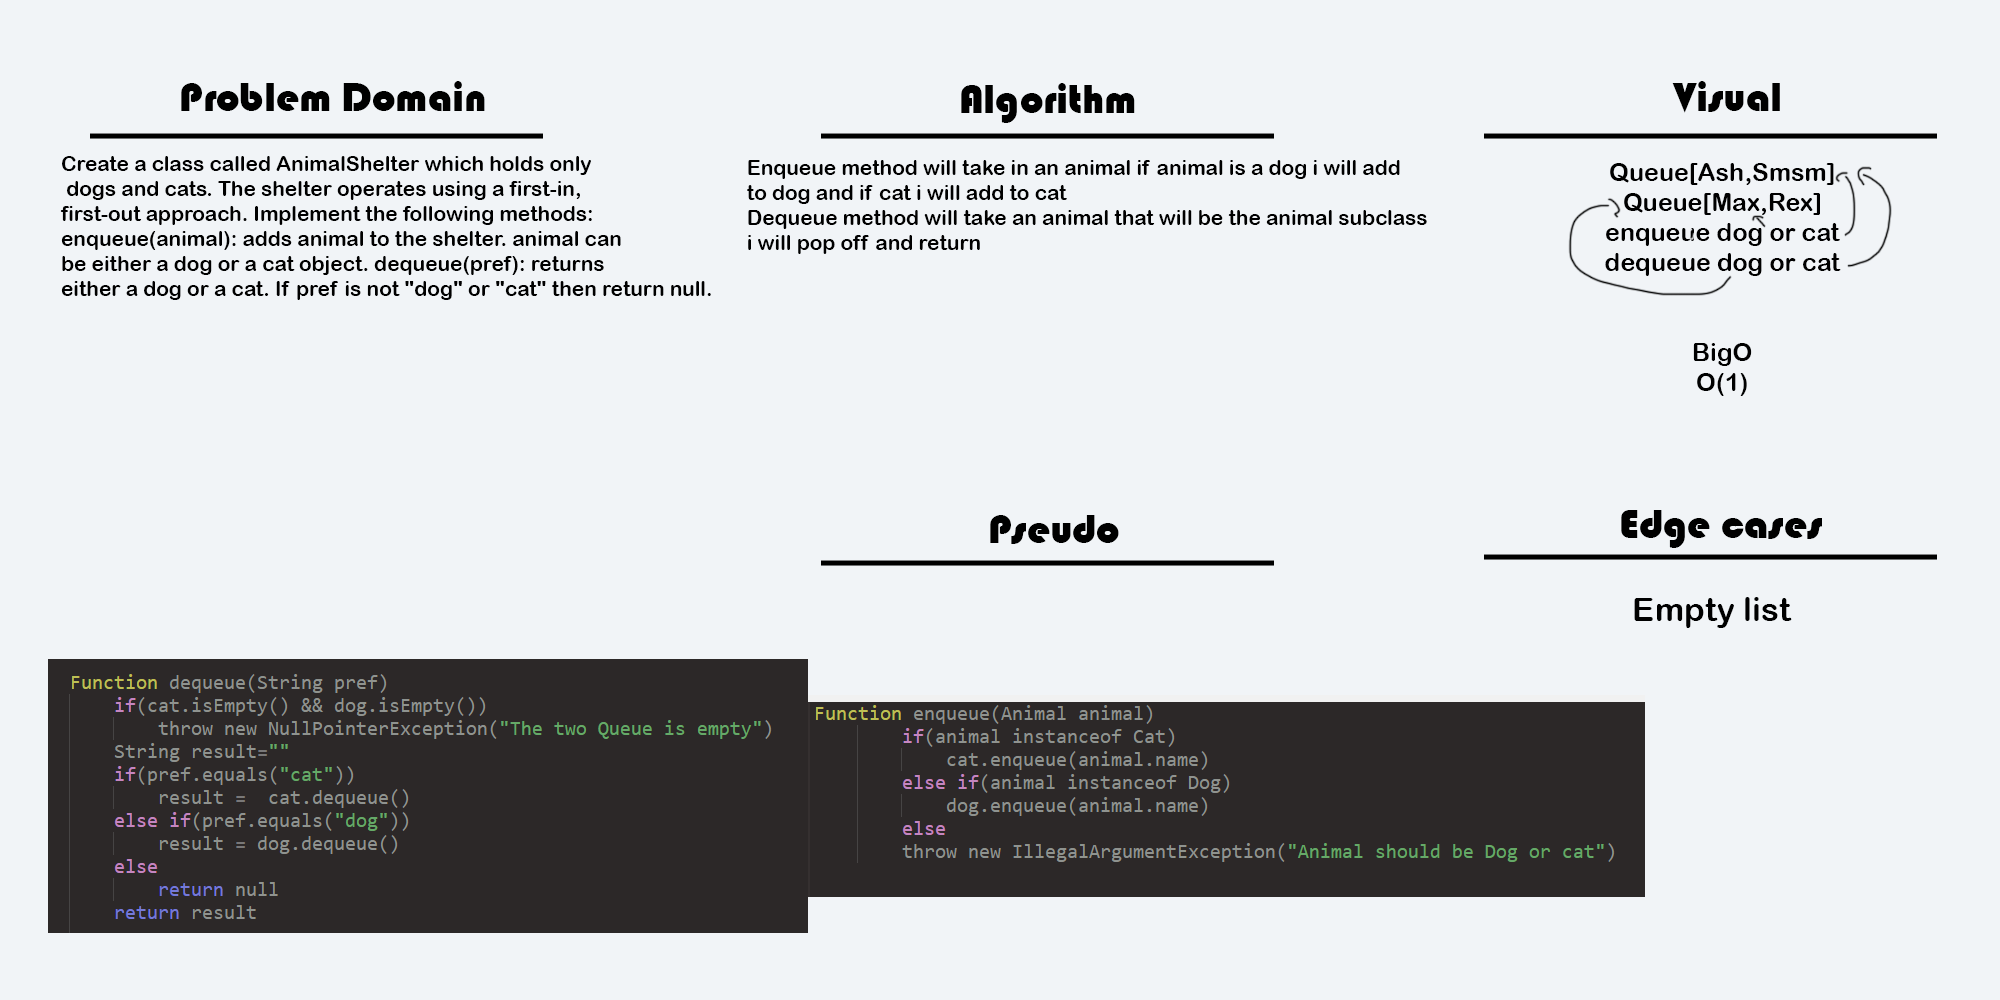 Problem Domain
Create a class called AnimalShelter which holds only
dogs and cats. The shelter operates using a first-in,
first-out approach. Implement the following methods:
enqueue(animal): adds animal to the shelter. animal can
be either a dog or a cat object. dequeue(pref): returns
either a dog or a cat. If pref is not "dog" or "cat" then return null.
Algorithm
Enqueue method will take in an animal if animal is a dog i will add
to dog and if cat i will add to cat
Dequeue method will take an animal that will be the animal subclass
i will pop off and return
Visual
Queue[Ash,Smsm]
Queue[Max,Rex]
enqueue dog or cat
dequeue dog or cat
BigO
O(1)
Pseudo
Edge cases
Empty list
Function dequeue(String pref)
if(cat.isEmpty() && dog.isEmpty())
throw new NullPointerException("The two Queue is empty")
String result=""
if(pref.equals("cat"))
result =  cat.dequeue()
else if(pref.equals("dog"))
result = dog.dequeue()
else
return null
return result
Function enqueue(Animal animal)
if(animal instanceof Cat)
cat.enqueue(animal.name)
else if(animal instanceof Dog)
dog.enqueue(animal.name)
else
throw new IllegalArgumentException("Animal should be Dog or cat")